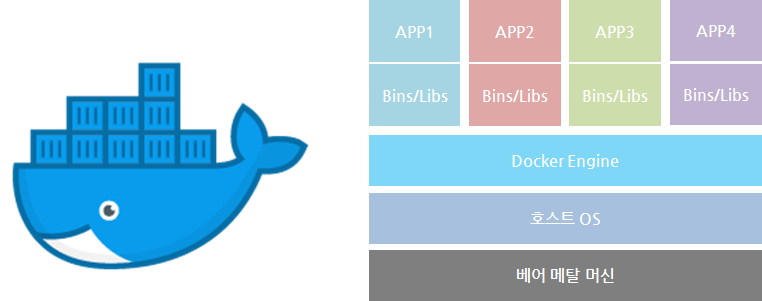 APP1
APP2
APP3
APP4
Bins/Libs
Bins/Libs
Bins/Libs
Bins/Libs
Docker Engine
호스트 OS
베어 메탈 머신